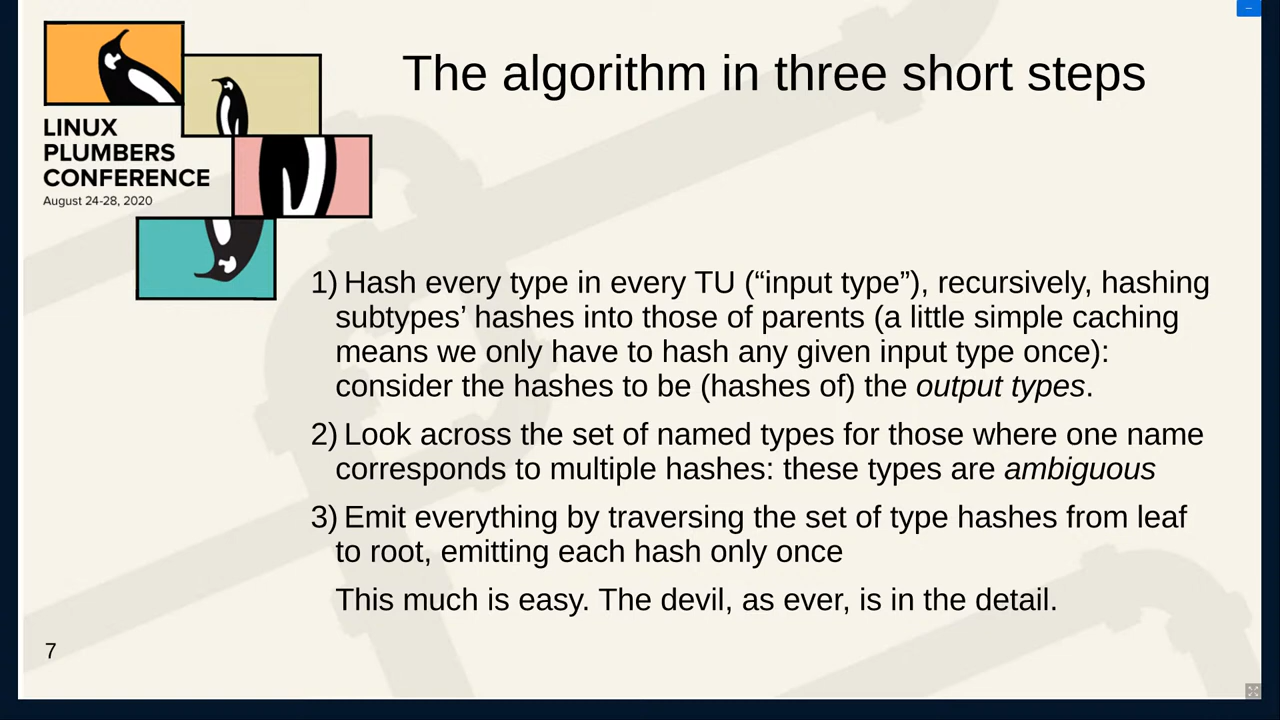 The algorithm in three short steps
LINUX
PLUMBERS
CONFERENCE
August 24-28, 2020
1) Hash every type in every TU (“input type”), recursively, hashing
subtypes’ hashes into those of parents (a little simple caching
means we only have to hash any given input type once):
consider the hashes to be (hashes of) the output types.
2) Look across the set of named types for those where one name
corresponds to multiple hashes: these types are ambiguous
3) Emit everything by traversing the set of type hashes from leaf
to root, emitting each hash only once
This much is easy. The devil, as ever, is in the detail.
7